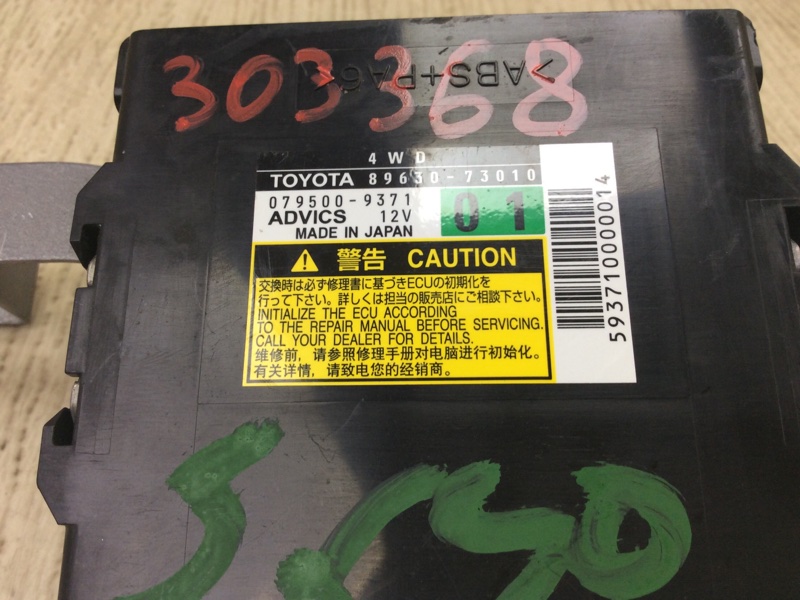 303368
>ABS+PA6<
4WD
TOYOTA 89630-73010
079500-9371
ADVICS 12V
MADE IN JAPAN
01
警告 CAUTION
交換時は必ず修理書に基づきECUの初期化を
行って下さい。詳しくは担当の販売店にご相談下さい。
INITIALIZE THE ECU ACCORDING
TO THE REPAIR MANUAL BEFORE SERVICING.
CALL YOUR DEALER FOR DETAILS.
维修前，请参照修理手册对电脑进行初始化。
有关详情，请致电您的经销商。
593710000014